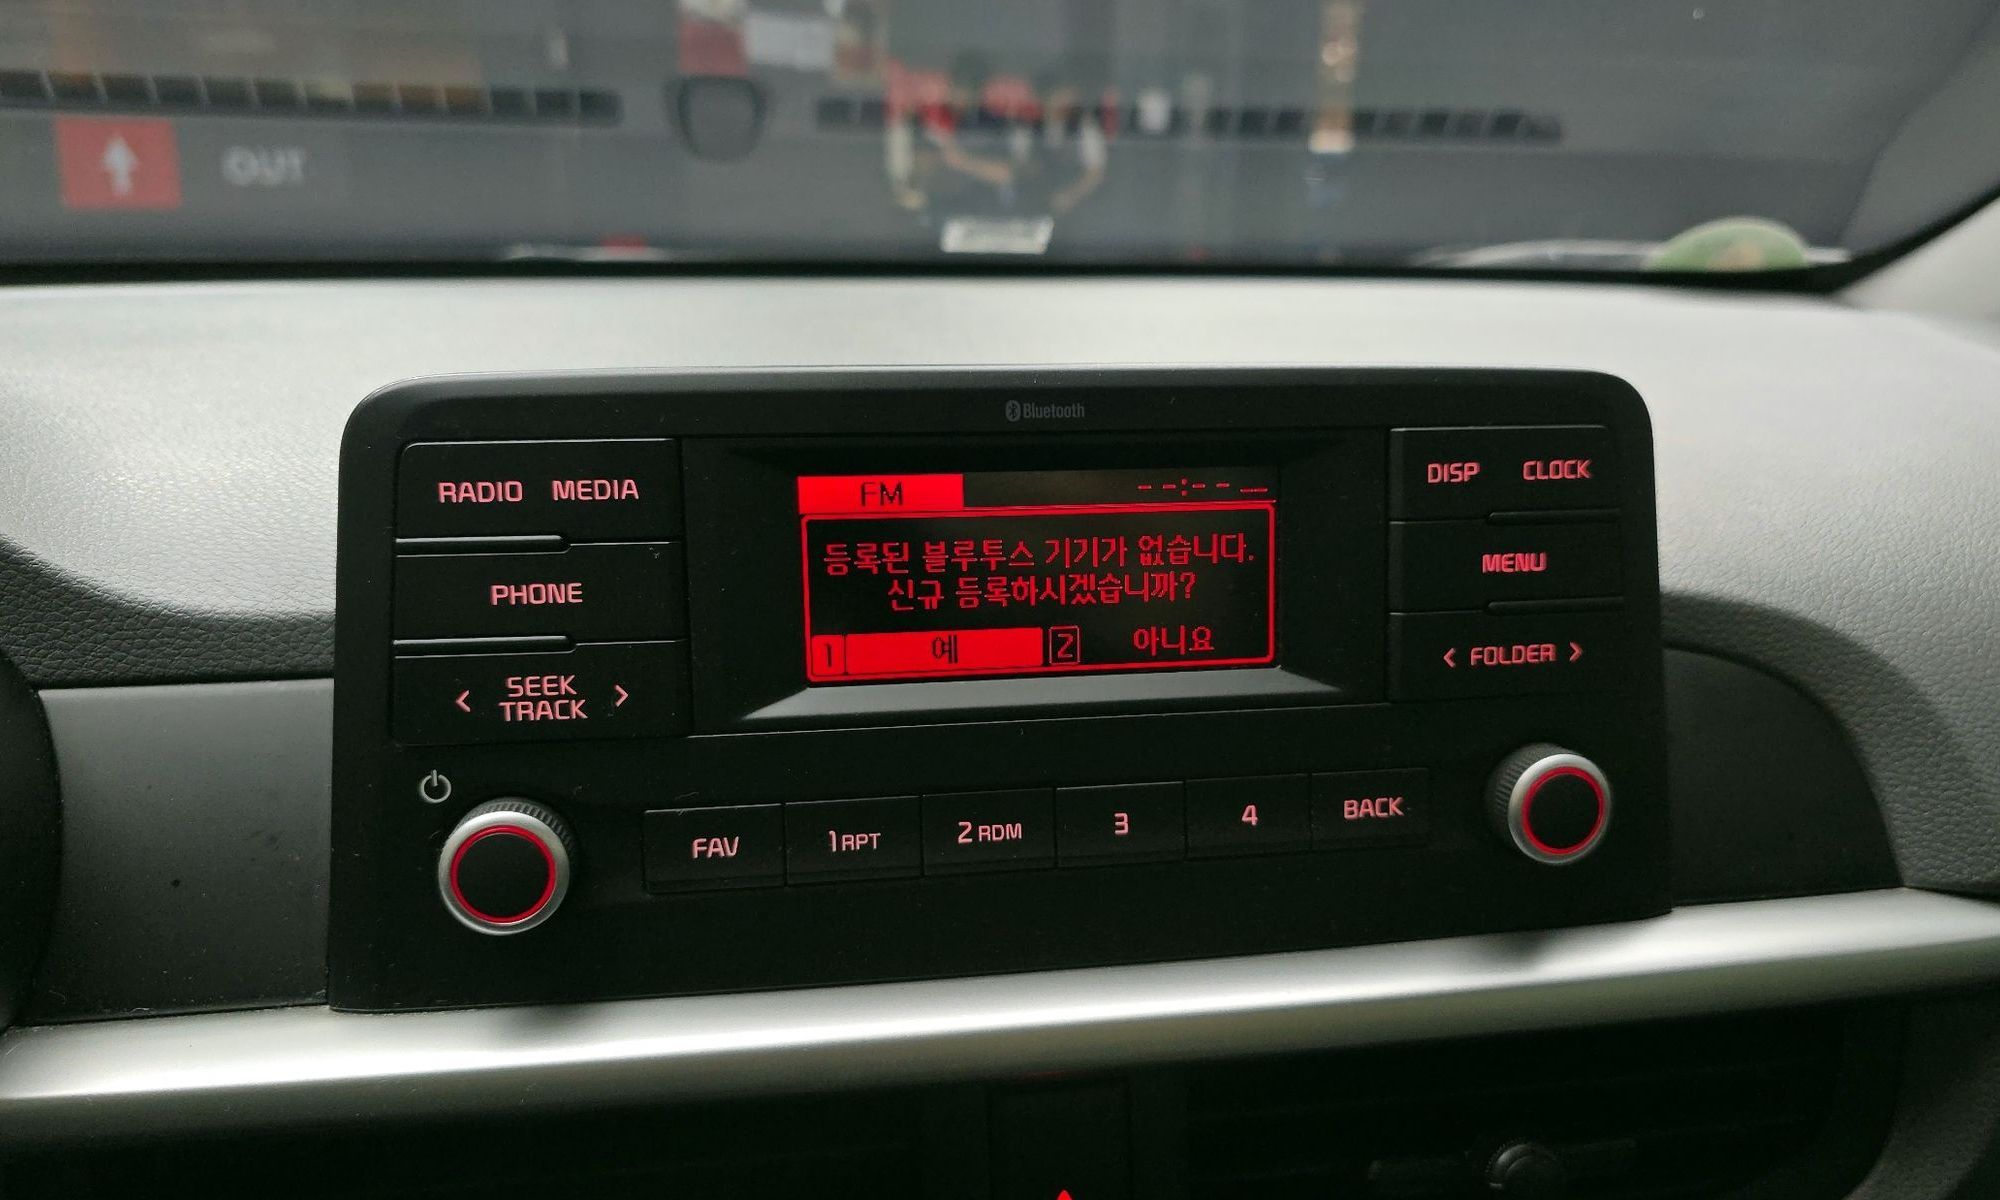 OUT
Bluetooth
RADIO MEDIA
PHONE
< SEEK TRACK >
FM --:-- __
등록된 블루투스 기기가 없습니다.
신규 등록하시겠습니까?
1 예 2 아니요
DISP CLOCK
MENU
< FOLDER >
FAV 1 RPT 2 RDM 3 4 BACK